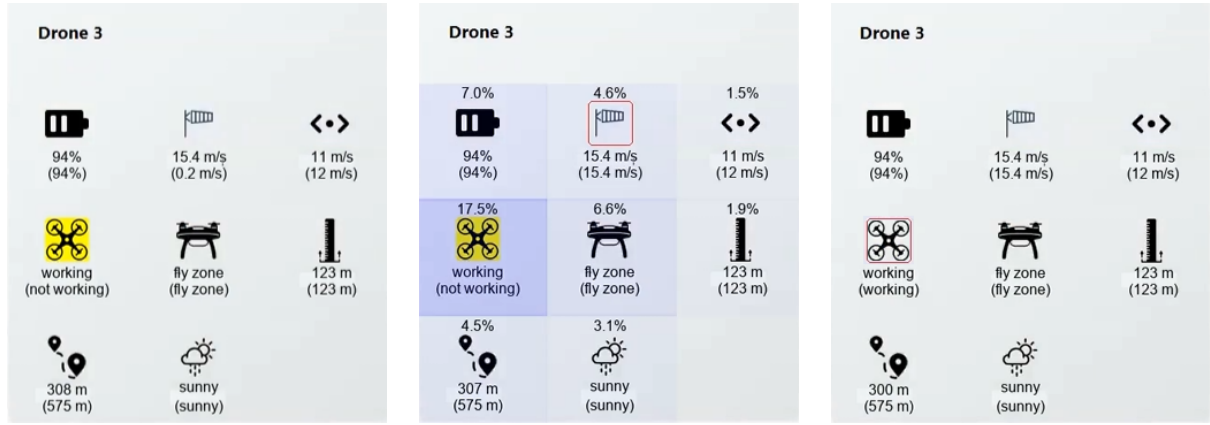 Drone 3
94%
(94%)
15.4 m/s
(0.2 m/s)
11 m/s
(12 m/s)
working
(not working)
fly zone
(fly zone)
123 m
(123 m)
308 m
(575 m)
sunny
(sunny)
Drone 3
7.0%
94%
(94%)
4.6%
15.4 m/s
(15.4 m/s)
1.5%
11 m/s
(12 m/s)
17.5%
working
(not working)
6.6%
fly zone
(fly zone)
1.9%
123 m
(123 m)
4.5%
307 m
(575 m)
3.1%
sunny
(sunny)
Drone 3
94%
(94%)
15.4 m/s
(15.4 m/s)
11 m/s
(12 m/s)
working
(working)
fly zone
(fly zone)
123 m
(123 m)
300 m
(575 m)
sunny
(sunny)